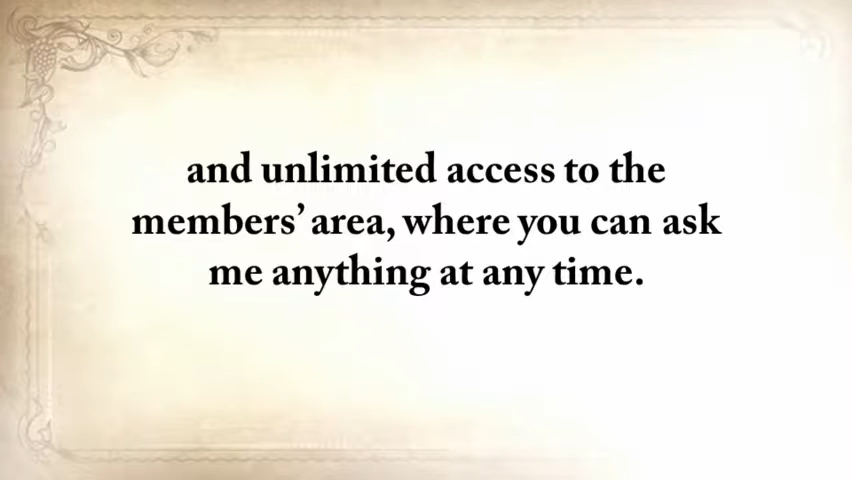 and unlimited access to the
members’ area, where you can ask
me anything at any time.